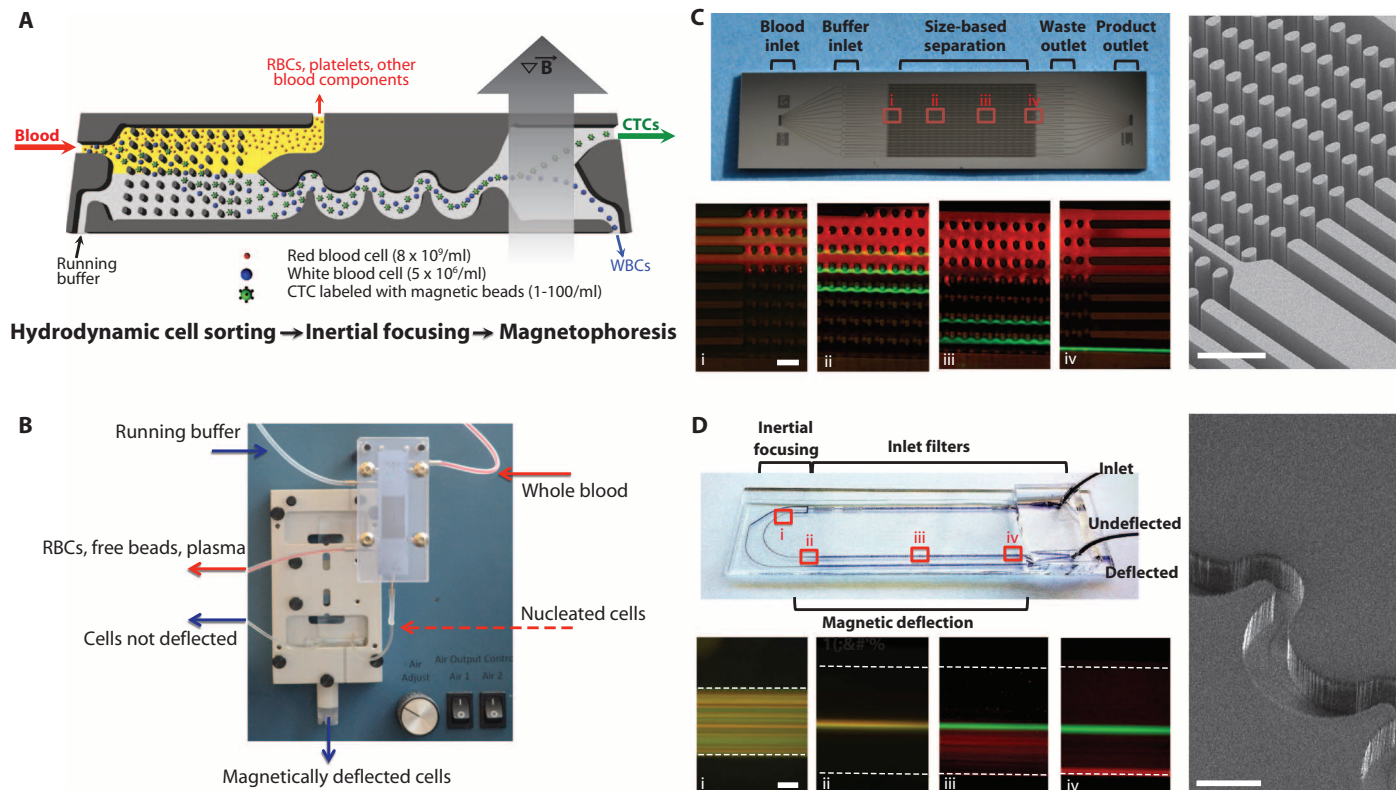 A
RBCs, platelets, other
blood components
▽B
Blood
CTCs
Running
buffer
WBCs
Red blood cell (8 x 10⁹/ml)
White blood cell (5 x 10⁶/ml)
CTC labeled with magnetic beads (1-100/ml)
Hydrodynamic cell sorting → Inertial focusing → Magnetophoresis
B
Running buffer
Whole blood
RBCs, free beads, plasma
Nucleated cells
Cells not deflected
Air
Adjust
Air Output Contro
Air 1
Air 2
Magnetically deflected cells
C
Blood
inlet
Buffer
inlet
Size-based
separation
Waste
outlet
Product
outlet
i
ii
iii
iv
i
ii
iii
iv
D
Inertial
focusing
Inlet filters
Inlet
Undeflected
Deflected
i
ii
iii
iv
Magnetic deflection
1(;&#'%
i
ii
iii
iv